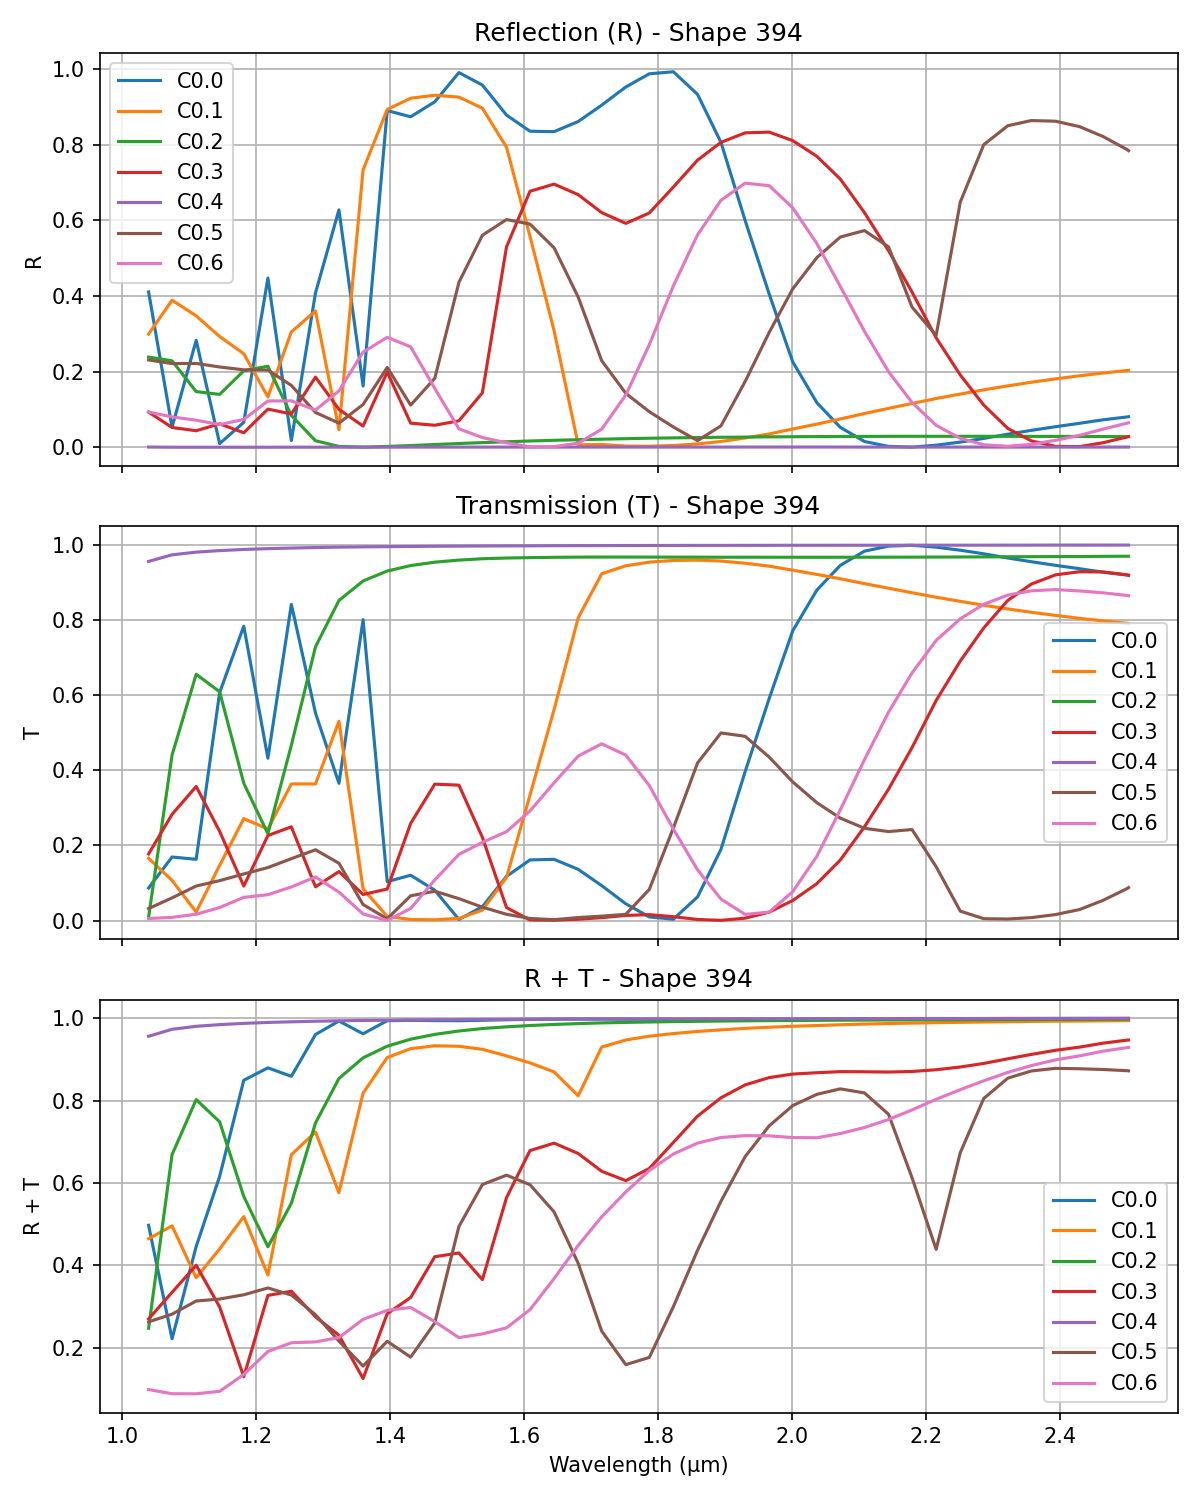 Reflection (R) - Shape 394
1.0
0.8
0.6
0.4
0.2
0.0
R
C0.0
C0.1
C0.2
C0.3
C0.4
C0.5
C0.6
Transmission (T) - Shape 394
1.0
0.8
0.6
0.4
0.2
0.0
T
C0.0
C0.1
C0.2
C0.3
C0.4
C0.5
C0.6
R + T - Shape 394
1.0
0.8
0.6
0.4
0.2
R + T
C0.0
C0.1
C0.2
C0.3
C0.4
C0.5
C0.6
1.0 1.2 1.4 1.6 1.8 2.0 2.2 2.4
Wavelength (μm)